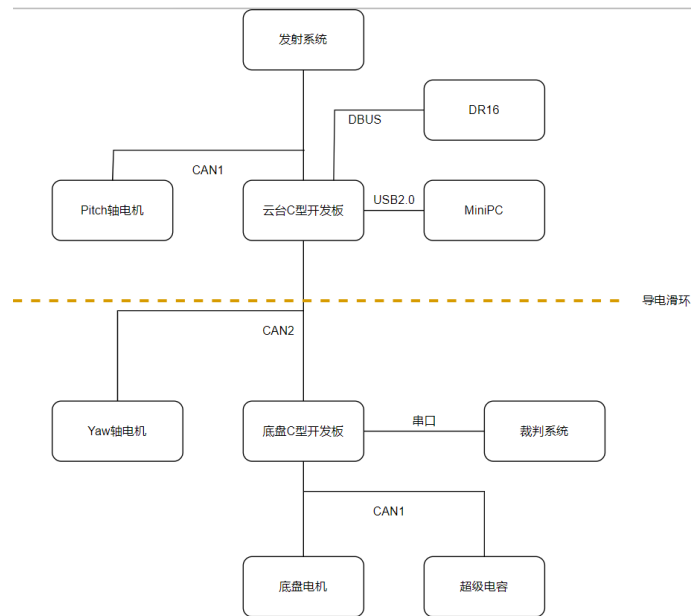 发射系统
DR16
DBUS
CAN1
Pitch轴电机
云台C型开发板
USB2.0
MiniPC
导电滑环
CAN2
Yaw轴电机
底盘C型开发板
串口
裁判系统
CAN1
底盘电机
超级电容